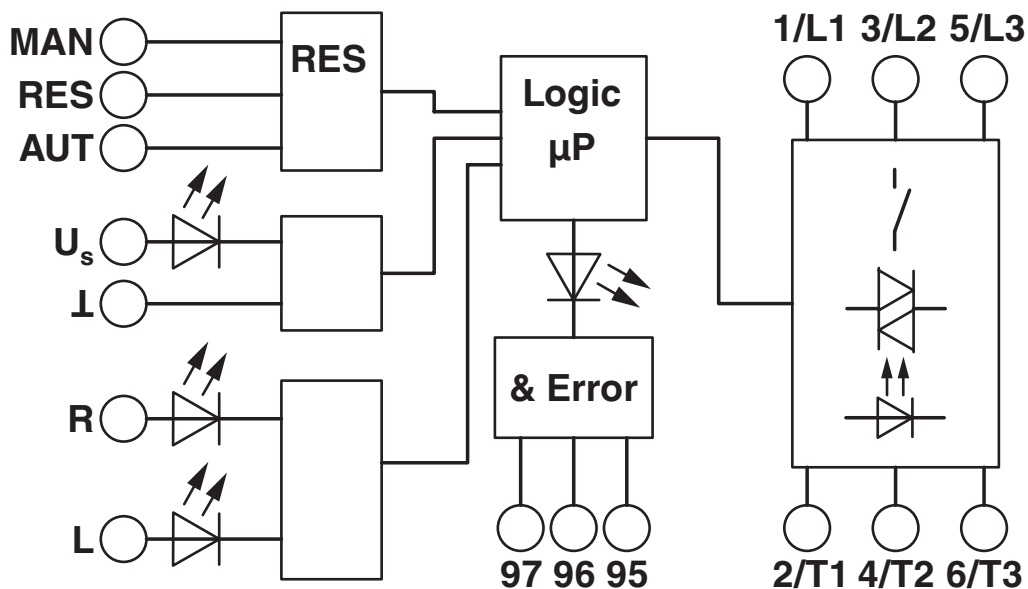 MAN
RES
AUT
RES
Us
⊥
R
L
Logic
µP
& Error
97 96 95
1/L1 3/L2 5/L3
2/T1 4/T2 6/T3